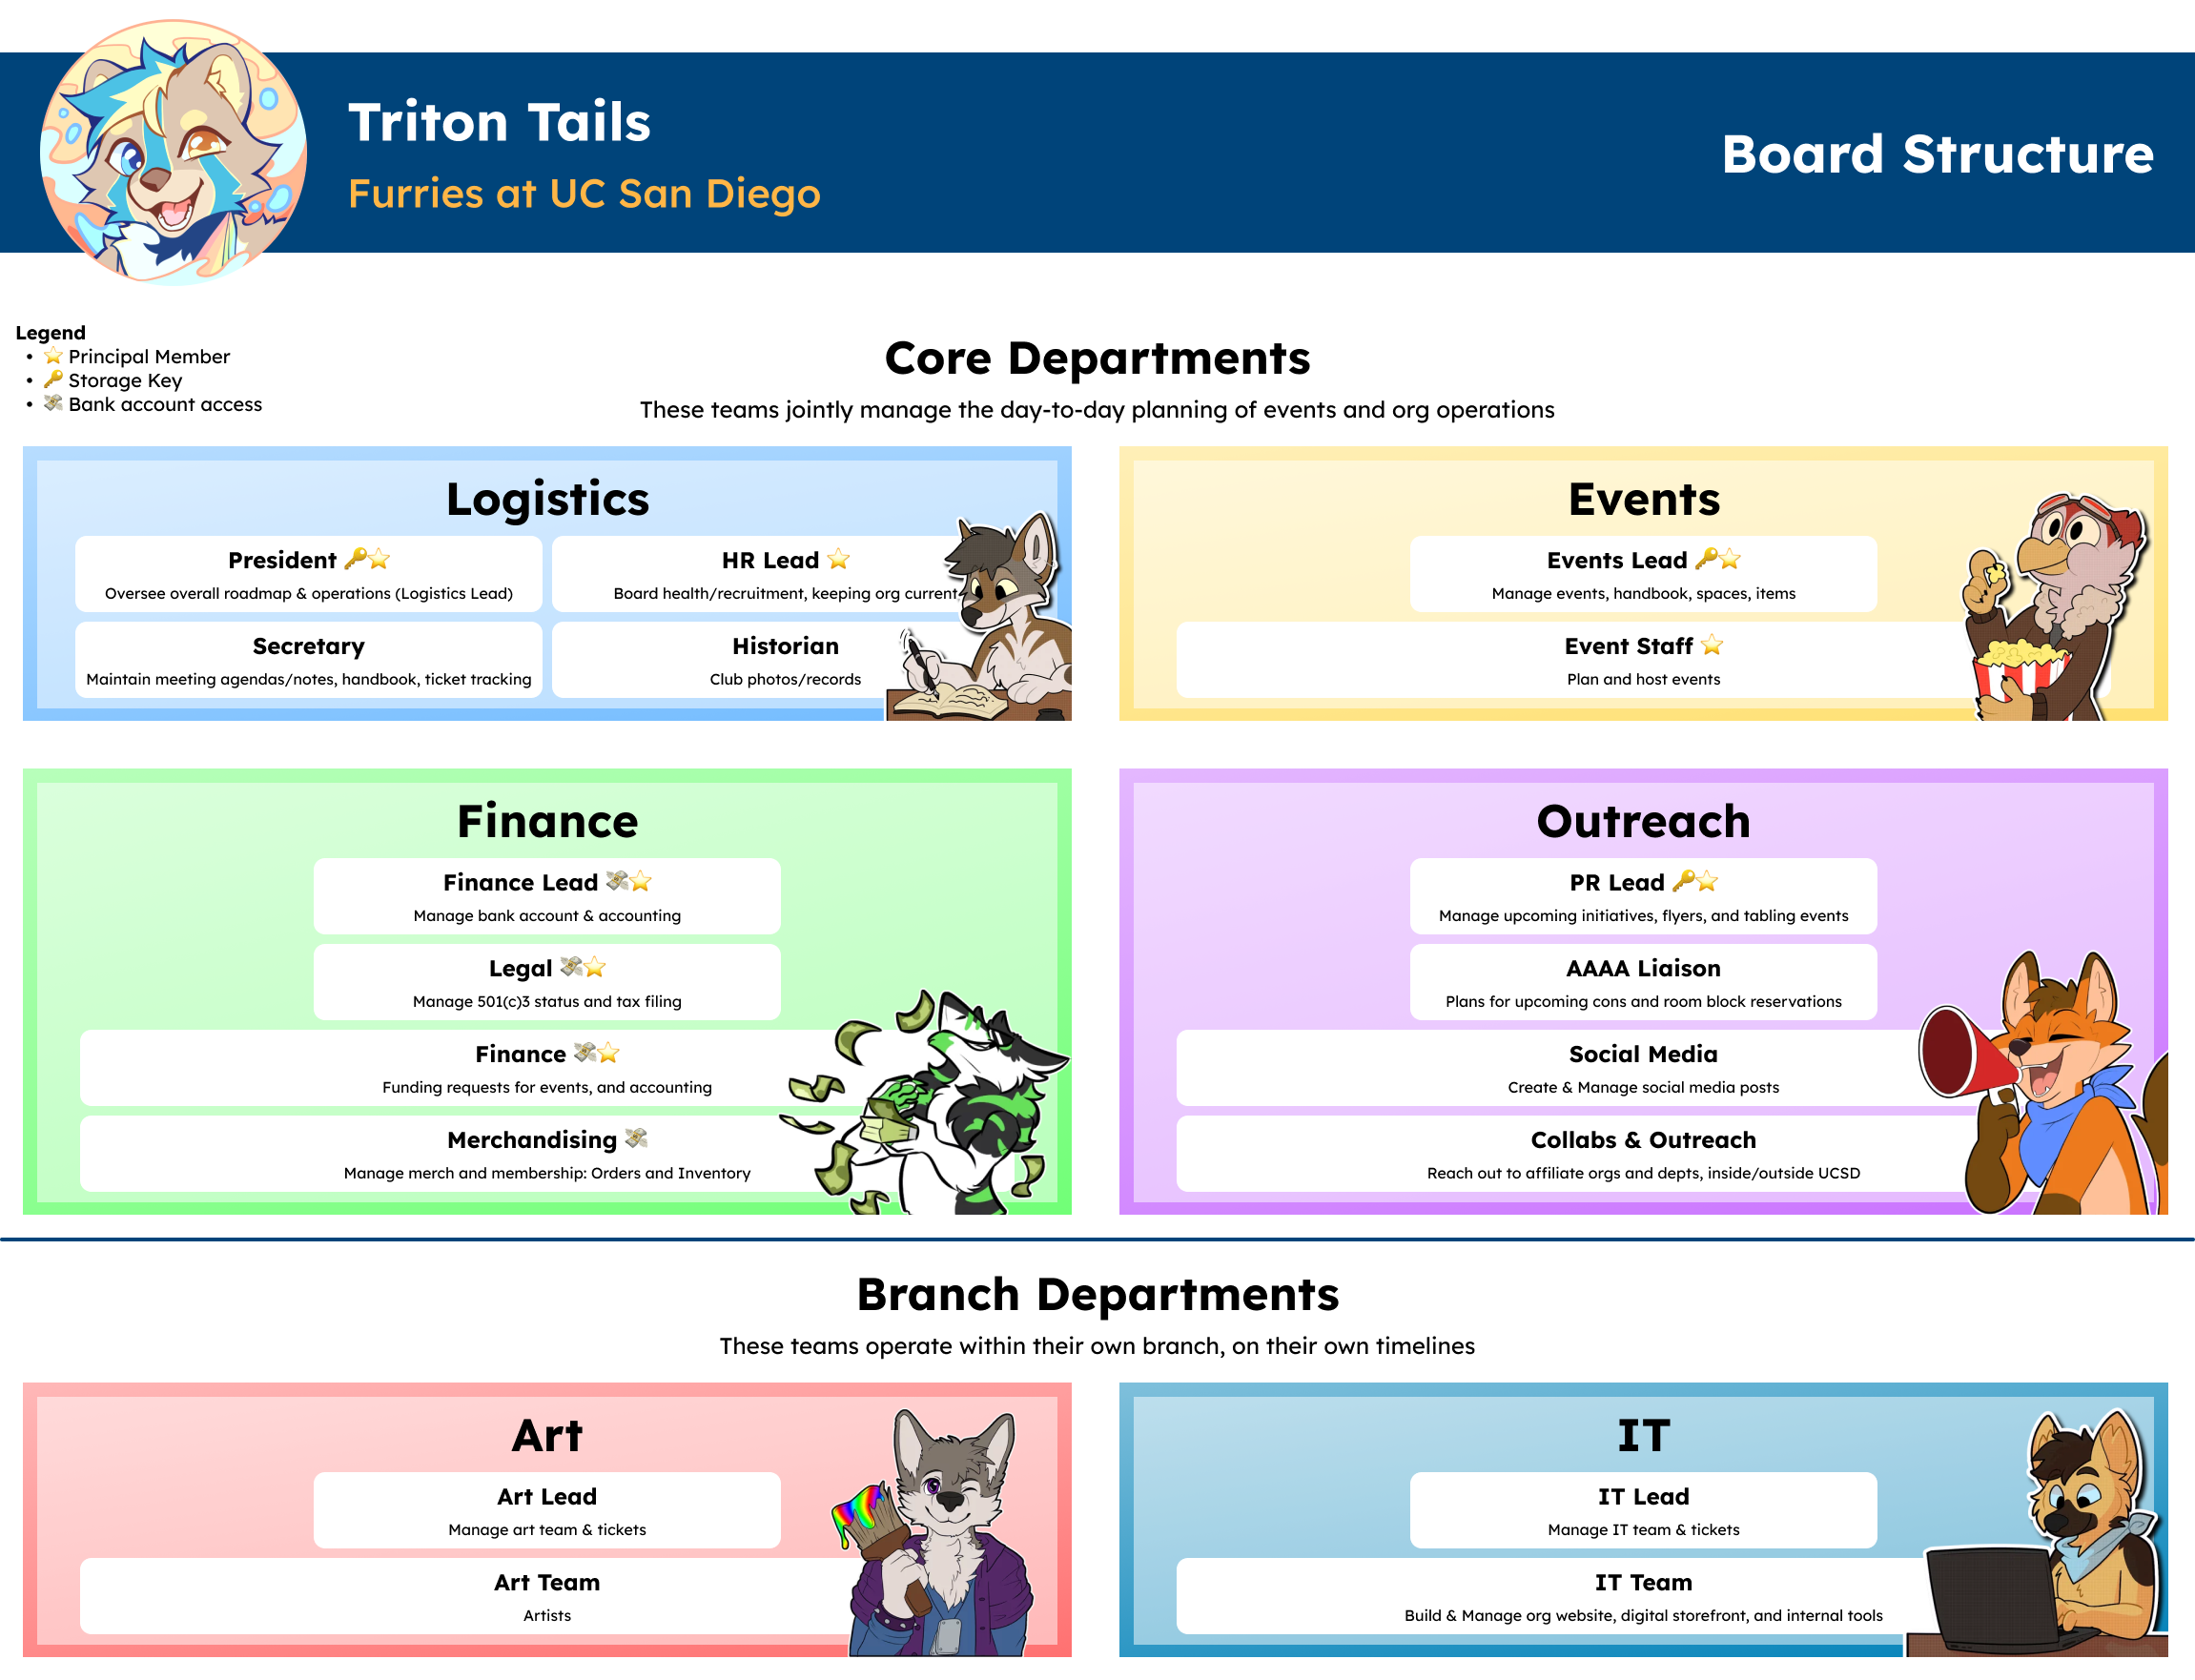 Triton Tails
Furries at UC San Diego
Board Structure
Legend
• ⭐ Principal Member
• 🔑 Storage Key
• 💸 Bank account access
Core Departments
These teams jointly manage the day-to-day planning of events and org operations
Logistics
President 🔑⭐
Oversee overall roadmap & operations (Logistics Lead)
HR Lead ⭐
Board health/recruitment, keeping org current
Secretary
Maintain meeting agendas/notes, handbook, ticket tracking
Historian
Club photos/records
Events
Events Lead 🔑⭐
Manage events, handbook, spaces, items
Event Staff ⭐
Plan and host events
Finance
Finance Lead 💸⭐
Manage bank account & accounting
Legal 💸⭐
Manage 501(c)3 status and tax filing
Finance 💸⭐
Funding requests for events, and accounting
Merchandising 💸
Manage merch and membership: Orders and Inventory
Outreach
PR Lead 🔑⭐
Manage upcoming initiatives, flyers, and tabling events
AAAA Liaison
Plans for upcoming cons and room block reservations
Social Media
Create & Manage social media posts
Collabs & Outreach
Reach out to affiliate orgs and depts, inside/outside UCSD
Branch Departments
These teams operate within their own branch, on their own timelines
Art
Art Lead
Manage art team & tickets
Art Team
Artists
IT
IT Lead
Manage IT team & tickets
IT Team
Build & Manage org website, digital storefront, and internal tools